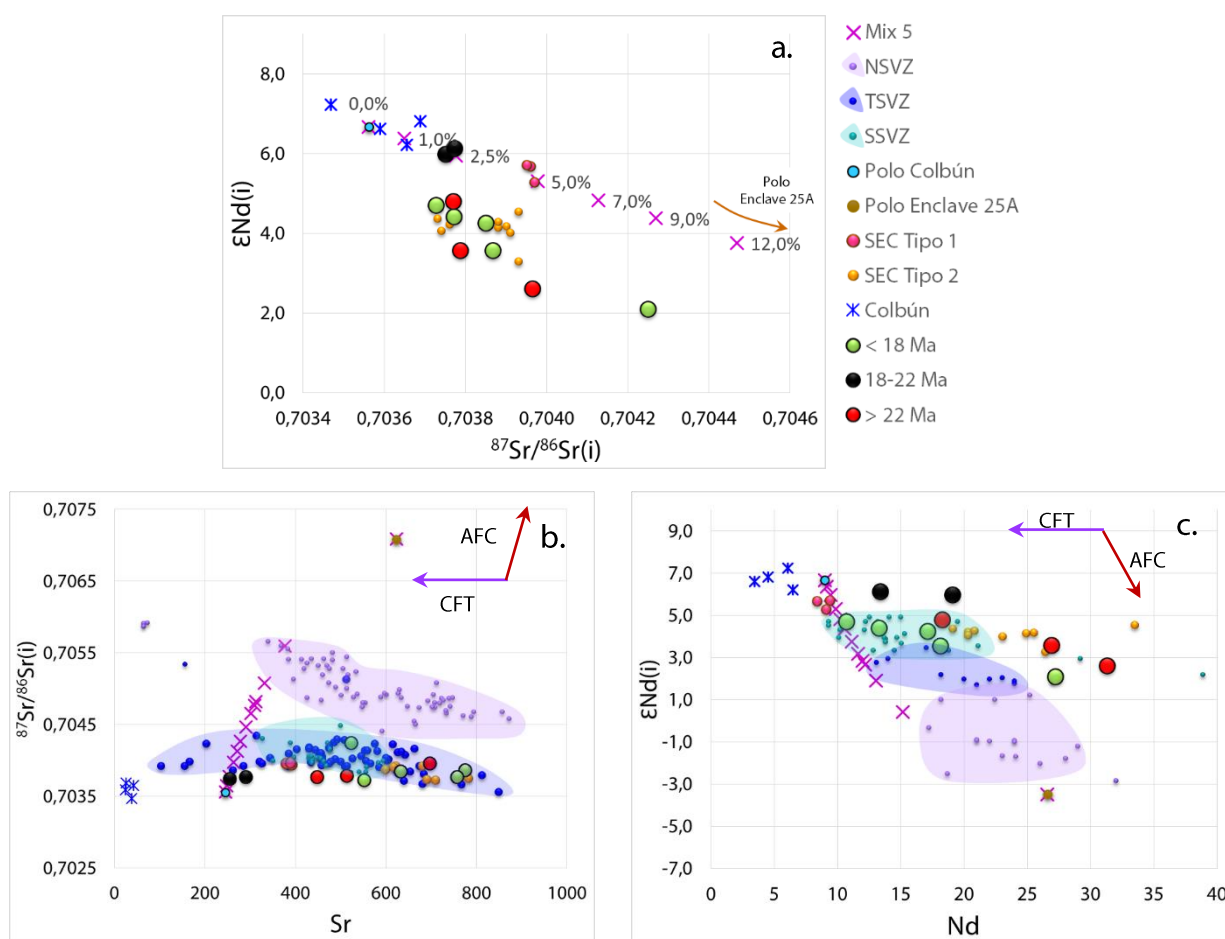 a.
8,0
6,0
4,0
2,0
0,0
εNd(i)
0,0%
1,0%
2,5%
5,0%
7,0%
9,0%
12,0%
Polo
Enclave 25A
0,7034
0,7036
0,7038
0,7040
0,7042
0,7044
0,7046
87Sr/86Sr(i)
Mix 5
NSVZ
TSVZ
SSVZ
Polo Colbún
Polo Enclave 25A
SEC Tipo 1
SEC Tipo 2
Colbún
< 18 Ma
18-22 Ma
> 22 Ma
b.
0,7075
0,7065
0,7055
0,7045
0,7035
0,7025
87Sr/86Sr(i)
AFC
CFT
0
200
400
600
800
1000
Sr
c.
9,0
7,0
5,0
3,0
1,0
-1,0
-3,0
-5,0
-7,0
εNd(i)
CFT
AFC
0
5
10
15
20
25
30
35
40
Nd